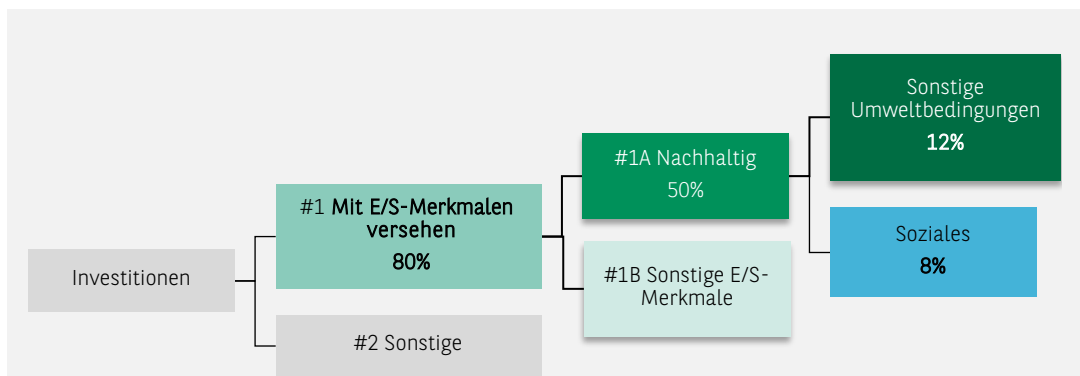 Investitionen
#1 Mit E/S-Merkmalen
versehen
80%
#2 Sonstige
#1A Nachhaltig
50%
#1B Sonstige E/S-
Merkmale
Sonstige
Umweltbedingungen
12%
Soziales
8%